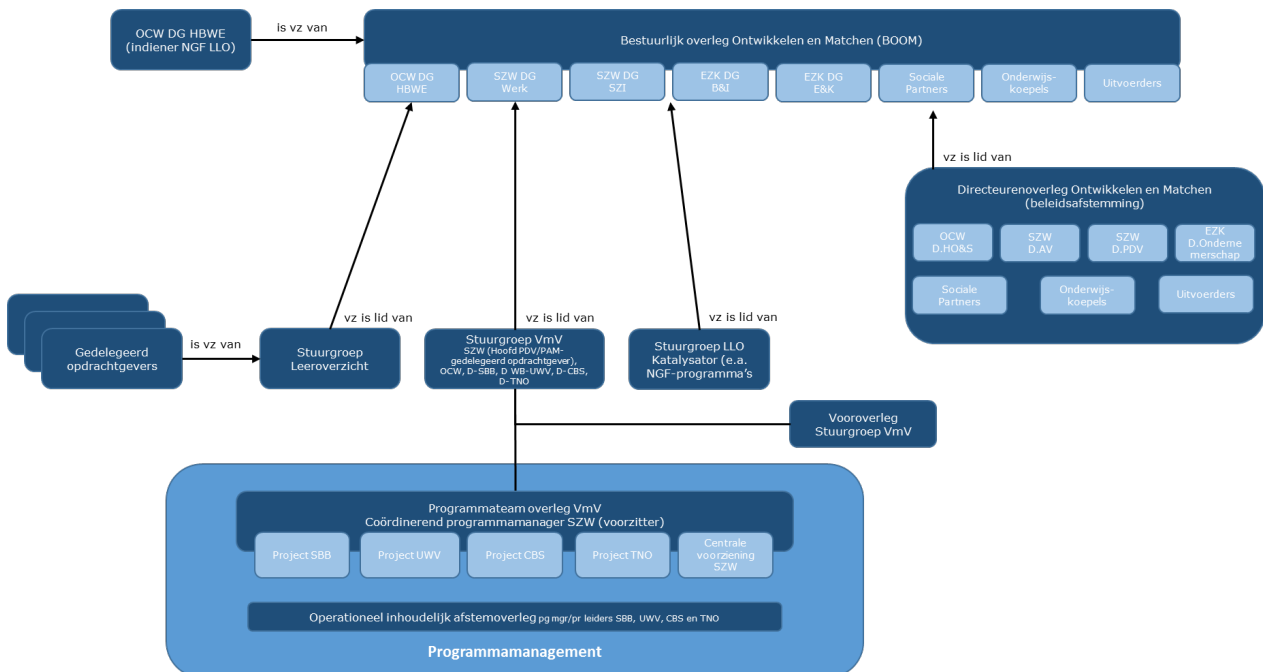 OCW DG HBWE
(indiener NGF LLO)
is vz van
Bestuurlijk overleg Ontwikkelen en Matchen (BOOM)
OCW DG
HBWE
SZW DG
Werk
SZW DG
SZI
EZK DG
B&I
EZK DG
E&K
Sociale
Partners
Onderwijs-
koepels
Uitvoerders
vz is lid van
Directeurenoverleg Ontwikkelen en Matchen
(beleidsafstemming)
OCW
D.HO&S
SZW
D.AV
SZW
D.PDV
EZK
D.Onderne
merschap
Sociale
Partners
Onderwijs-
koepels
Uitvoerders
Gedelegeerd
opdrachtgevers
is vz van
vz is lid van
Stuurgroep
Leeroverzicht
vz is lid van
Stuurgroep VmV
SZW (Hoofd PDV/PAM-
gedelegeerd opdrachtgever),
OCW, D-SBB, D WB-UWV, D-CBS,
D-TNO
vz is lid van
Stuurgroep LLO
Katalysator (e.a.
NGF-programma's
Vooroverleg
Stuurgroep VmV
Programmateam overleg VmV
Coördinerend programmamanager SZW (voorzitter)
Project SBB
Project UWV
Project CBS
Project TNO
Centrale
voorziening
SZW
Operationeel inhoudelijk afstemoverleg pg mgr/pr leiders SBB, UWV, CBS en TNO
Programmamanagement